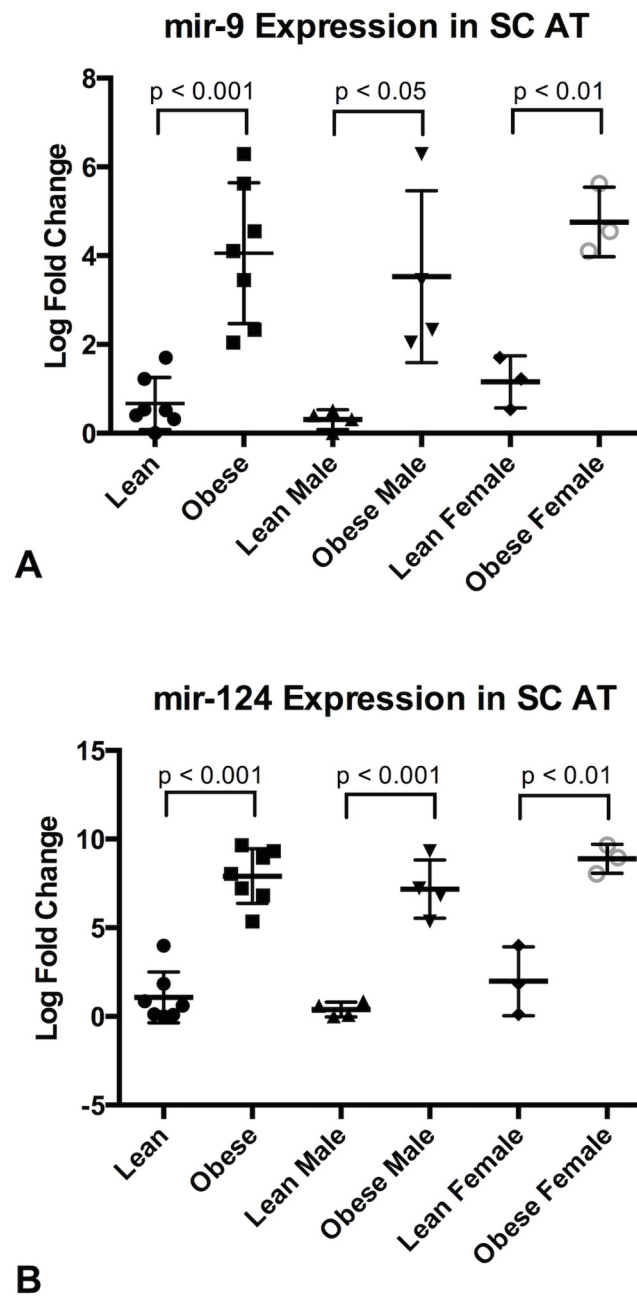 mir-9 Expression in SC AT
p < 0.001
p < 0.05
p < 0.01
8
6
4
2
0
Log Fold Change
Lean
Obese
Lean Male
Obese Male
Lean Female
Obese Female
A
mir-124 Expression in SC AT
p < 0.001
p < 0.001
p < 0.01
15
10
5
0
-5
Log Fold Change
Lean
Obese
Lean Male
Obese Male
Lean Female
Obese Female
B